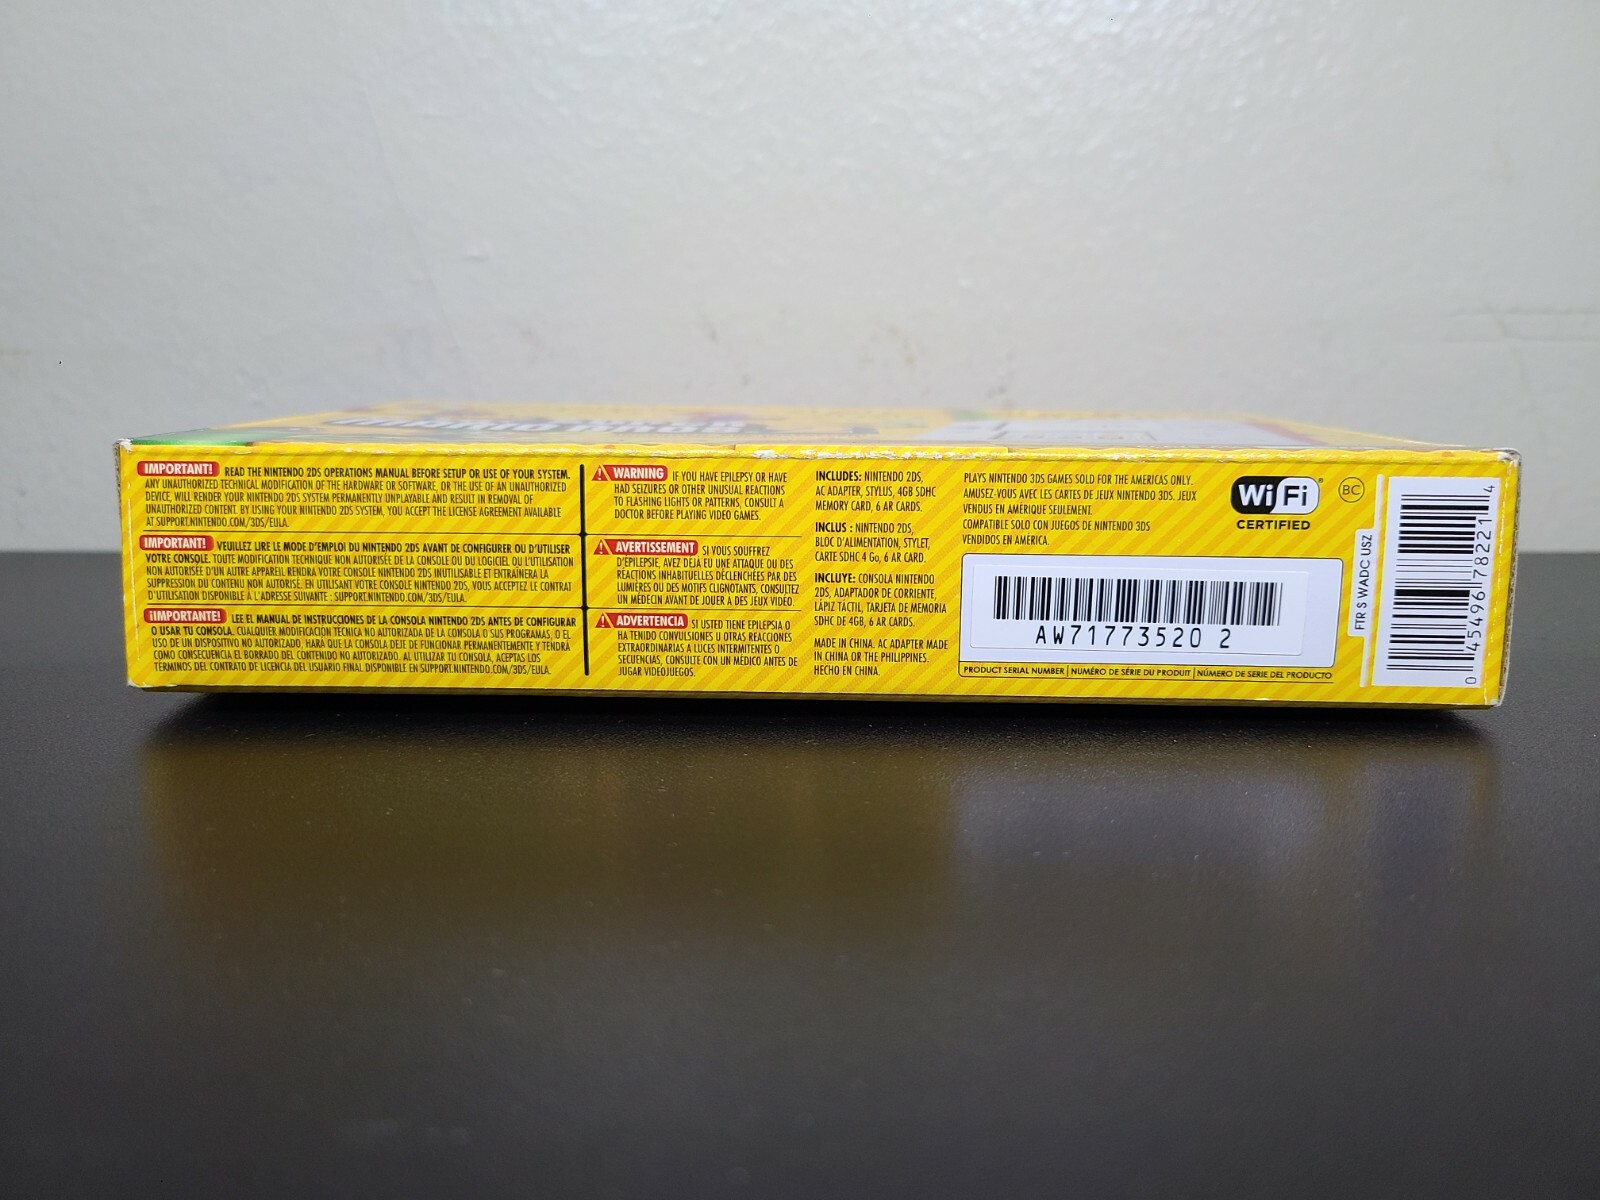 IMPORTANT! READ THE NINTENDO 2DS OPERATIONS MANUAL BEFORE SETUP OR USE OF YOUR SYSTEM.
ANY UNAUTHORIZED TECHNICAL MODIFICATION OF THE HARDWARE OR SOFTWARE, OR THE USE OF AN UNAUTHORIZED
DEVICE, WILL RENDER YOUR NINTENDO 2DS SYSTEM PERMANENTLY UNPLAYABLE AND RESULT IN REMOVAL OF
UNAUTHORIZED CONTENT. BY USING YOUR NINTENDO 2DS SYSTEM, YOU ACCEPT THE LICENSE AGREEMENT AVAILABLE
AT SUPPORT.NINTENDO.COM/3DS/EULA.
IMPORTANT! VEUILLEZ LIRE LE MODE D'EMPLOI DU NINTENDO 2DS AVANT DE CONFIGURER OU D'UTILISER
VOTRE CONSOLE. TOUTE MODIFICATION TECHNIQUE NON AUTORISÉE DE LA CONSOLE OU DU LOGICIEL OU L'UTILISATION
NON AUTORISÉE D'UN AUTRE APPAREIL RENDRA VOTRE CONSOLE NINTENDO 2DS INUTILISABLE ET ENTRAÎNERA LA
SUPPRESSION DU CONTENU NON AUTORISÉ. EN UTILISANT VOTRE CONSOLE NINTENDO 2DS, VOUS ACCEPTEZ LE CONTRAT
D'UTILISATION DISPONIBLE À L'ADRESSE SUIVANTE : SUPPORT.NINTENDO.COM/3DS/EULA.
¡IMPORTANTE! LEE EL MANUAL DE INSTRUCCIONES DE LA CONSOLA NINTENDO 2DS ANTES DE CONFIGURAR
O USAR TU CONSOLA. CUALQUIER MODIFICACIÓN TÉCNICA NO AUTORIZADA DE LA CONSOLA O SUS PROGRAMAS, O EL
USO DE UN DISPOSITIVO NO AUTORIZADO, HARÁ QUE LA CONSOLA DEJE DE FUNCIONAR PERMANENTEMENTE Y TENDRÁ
COMO CONSECUENCIA EL BORRADO DEL CONTENIDO NO AUTORIZADO. AL UTILIZAR TU CONSOLA, ACEPTAS LOS
TÉRMINOS DEL CONTRATO DE LICENCIA DEL USUARIO FINAL DISPONIBLE EN SUPPORT.NINTENDO.COM/3DS/EULA.
WARNING IF YOU HAVE EPILEPSY OR HAVE
HAD SEIZURES OR OTHER UNUSUAL REACTIONS
TO FLASHING LIGHTS OR PATTERNS, CONSULT A
DOCTOR BEFORE PLAYING VIDEO GAMES.
AVERTISSEMENT SI VOUS SOUFFREZ
D'ÉPILEPSIE, AVEZ DÉJÀ EU UNE ATTAQUE OU DES
RÉACTIONS INHABITUELLES DÉCLENCHÉES PAR DES
LUMIÈRES OU DES MOTIFS CLIGNOTANTS, CONSULTEZ
UN MÉDECIN AVANT DE JOUER À DES JEUX VIDÉO.
ADVERTENCIA SI USTED TIENE EPILEPSIA O
HA TENIDO CONVULSIONES U OTRAS REACCIONES
EXTRAORDINARIAS A LUCES INTERMITENTES O
SECUENCIAS, CONSULTE CON UN MÉDICO ANTES DE
JUGAR VIDEOJUEGOS.
INCLUDES: NINTENDO 2DS,
AC ADAPTER, STYLUS, 4GB SDHC
MEMORY CARD, 6 AR CARDS.
INCLUS : NINTENDO 2DS,
BLOC D'ALIMENTATION, STYLET,
CARTE SDHC 4 Go, 6 AR CARD.
INCLUYE: CONSOLA NINTENDO
2DS, ADAPTADOR DE CORRIENTE,
LÁPIZ TÁCTIL, TARJETA DE MEMORIA
SDHC DE 4GB, 6 AR CARDS.
MADE IN CHINA. AC ADAPTER MADE
IN CHINA OR THE PHILIPPINES.
HECHO EN CHINA.
PLAYS NINTENDO 3DS GAMES SOLD FOR THE AMERICAS ONLY.
AMUSEZ-VOUS AVEC LES CARTES DE JEUX NINTENDO 3DS. JEUX
VENDUS EN AMÉRIQUE SEULEMENT.
COMPATIBLE SOLO CON JUEGOS DE NINTENDO 3DS
VENDIDOS EN AMÉRICA.
Wi Fi
CERTIFIED
BC
AW71773520 2
PRODUCT SERIAL NUMBER | NUMÉRO DE SÉRIE DU PRODUIT | NÚMERO DE SERIE DEL PRODUCTO
FTR S WADC USZ
0 45496 78221 4